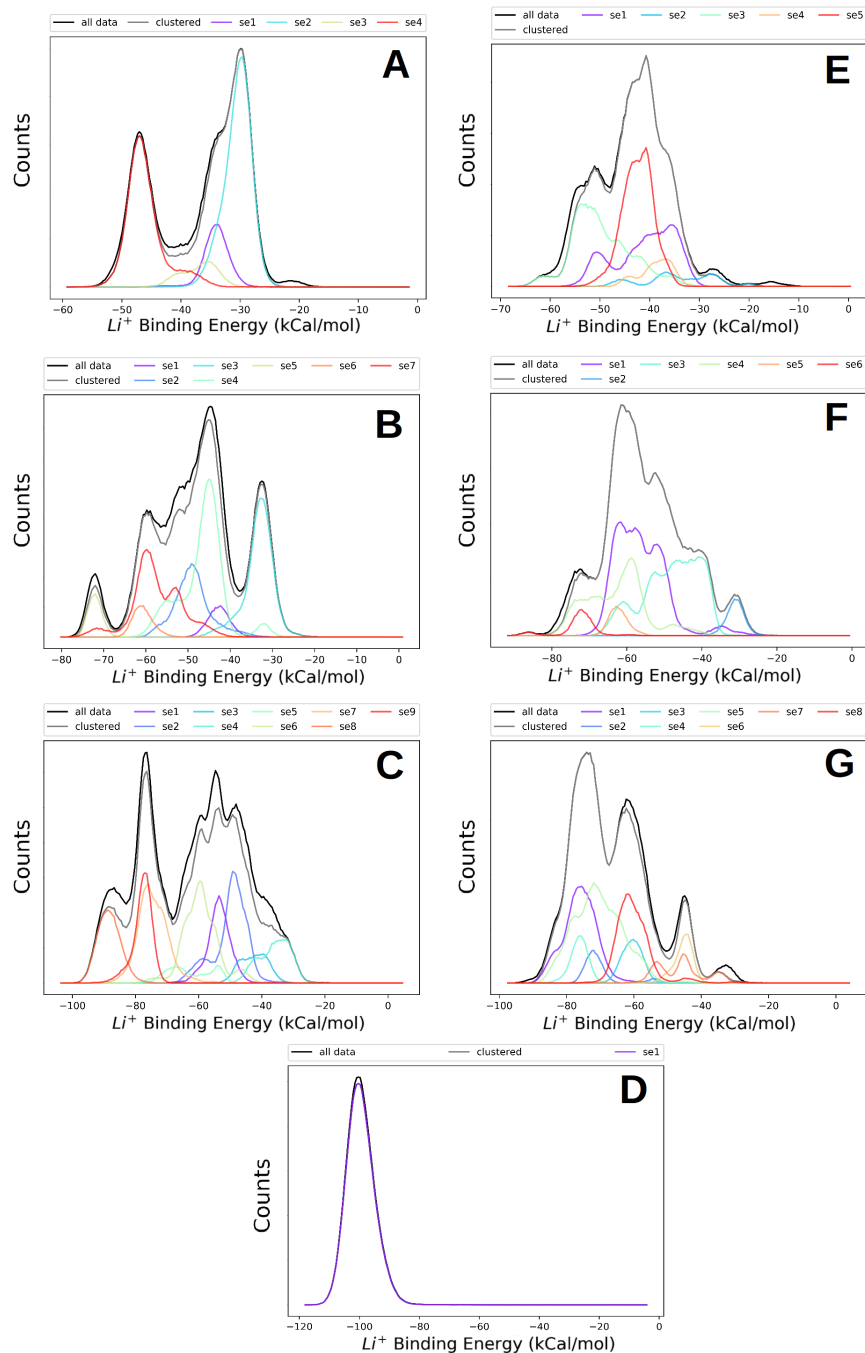 all data clustered se1 se2 se3 se4
A
Counts
−60 −50 −40 −30 −20 −10 0
Li+ Binding Energy (kCal/mol)
all data se1 se2 se3 se4 se5
clustered
E
Counts
−70 −60 −50 −40 −30 −20 −10 0
Li+ Binding Energy (kCal/mol)
all data se1 se3 se5 se6 se7
clustered se2 se4
B
Counts
−80 −70 −60 −50 −40 −30 −20 −10 0
Li+ Binding Energy (kCal/mol)
all data se1 se3 se4 se5 se6
clustered se2
F
Counts
−80 −60 −40 −20 0
Li+ Binding Energy (kCal/mol)
all data se1 se3 se5 se7 se9
clustered se2 se4 se6 se8
C
Counts
−100 −80 −60 −40 −20 0
Li+ Binding Energy (kCal/mol)
all data se1 se3 se5 se7 se8
clustered se2 se4 se6
G
Counts
−100 −80 −60 −40 −20 0
Li+ Binding Energy (kCal/mol)
all data clustered se1
D
Counts
−120 −100 −80 −60 −40 −20 0
Li+ Binding Energy (kCal/mol)